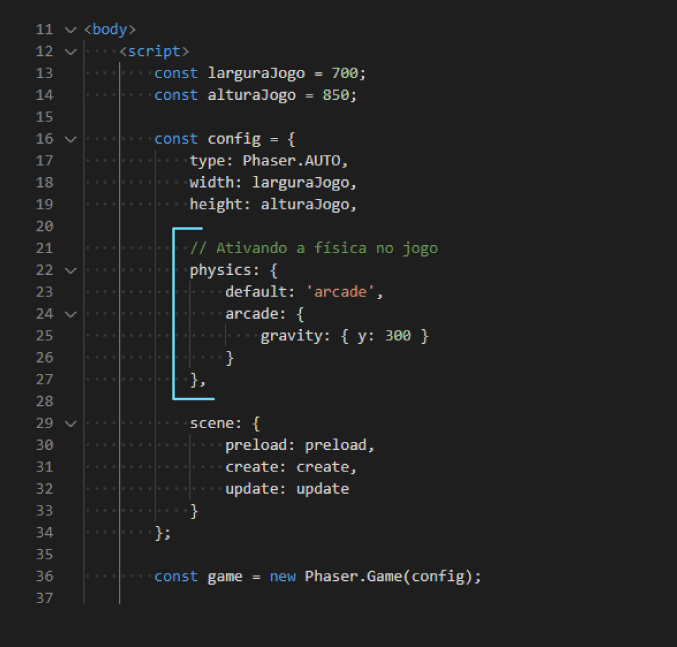 11 <body>
12 <script>
13 const larguraJogo = 700;
14 const alturaJogo = 850;
15
16 const config = {
17 type: Phaser.AUTO,
18 width: larguraJogo,
19 height: alturaJogo,
20
21 // Ativando a física no jogo
22 physics: {
23 default: 'arcade',
24 arcade: {
25 gravity: { y: 300 }
26 }
27 },
28
29 scene: {
30 preload: preload,
31 create: create,
32 update: update
33 }
34 };
35
36 const game = new Phaser.Game(config);
37